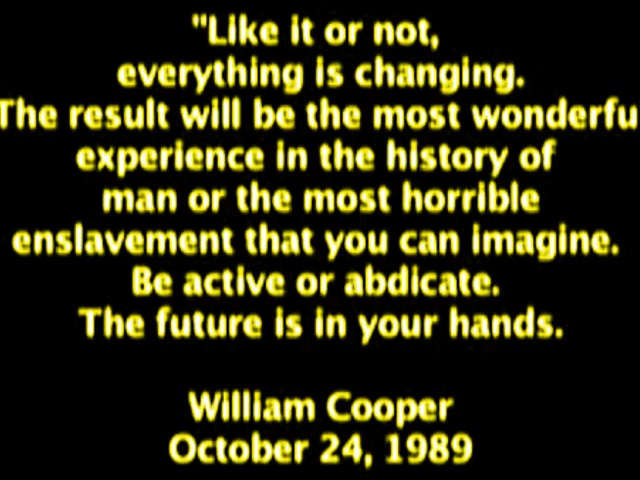 "Like it or not,
everything is changing.
The result will be the most wonderfu
experience in the history of
man or the most horrible
enslavement that you can imagine.
Be active or abdicate.
The future is in your hands.
William Cooper
October 24, 1989